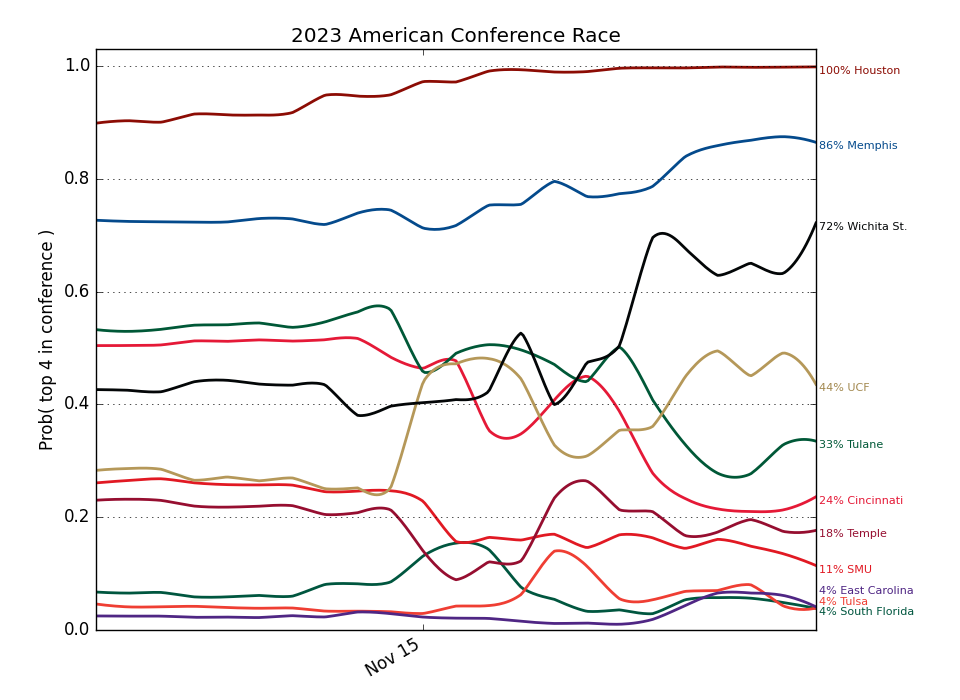 2023 American Conference Race
Prob( top 4 in conference )
1.0
0.8
0.6
0.4
0.2
0.0
Nov 15
100% Houston
86% Memphis
72% Wichita St.
44% UCF
33% Tulane
24% Cincinnati
18% Temple
11% SMU
4% East Carolina
4% Tulsa
4% South Florida